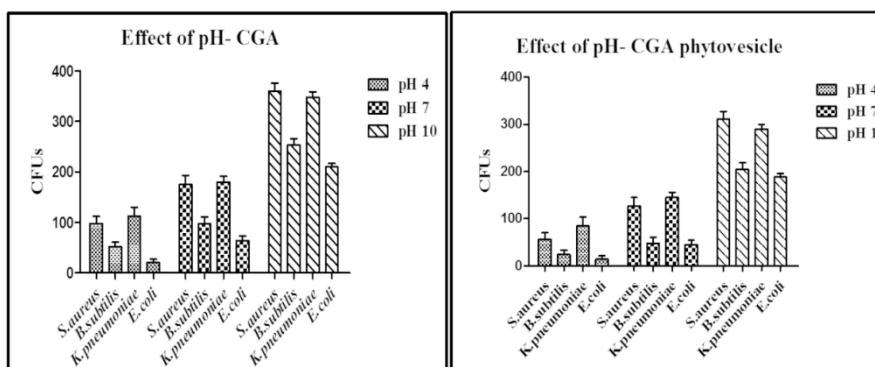 Effect of pH- CGA
400
300
200
100
0
CFUs
pH 4
pH 7
pH 10
S.aureus
B.subtilis
K.pneumoniae
E.coli
S.aureus
B.subtilis
K.pneumoniae
E.coli
S.aureus
B.subtilis
K.pneumoniae
E.coli
Effect of pH- CGA phytovesicle
400
300
200
100
0
CFUs
pH 4
pH 7
pH 1
S.aureus
B.subtilis
K.pneumoniae
E.coli
S.aureus
B.subtilis
K.pneumoniae
E.coli
S.aureus
B.subtilis
K.pneumoniae
E.coli